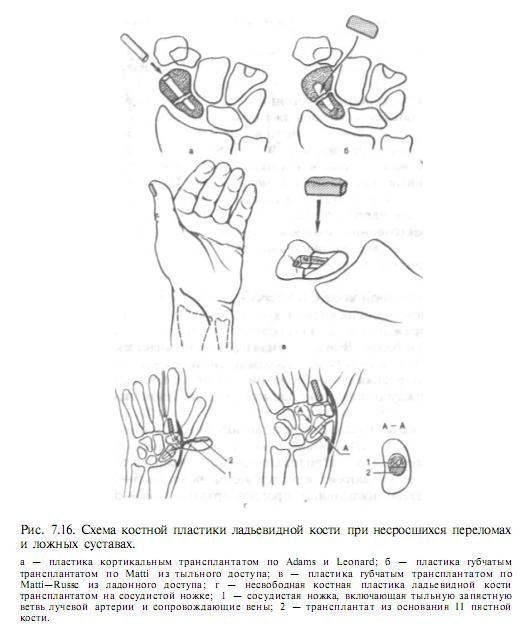 а
б
в
2
1
А
А
А – А
1
2
г
Рис. 7.16. Схема костной пластики ладьевидной кости при несросшихся переломах
и ложных суставах.
а — пластика кортикальным трансплантатом по Adams и Leonard; б — пластика губчатым
трансплантатом по Matti из тыльного доступа; в — пластика губчатым трансплантатом по
Matti—Russe из ладонного доступа; г — несвободная костная пластика ладьевидной кости
трансплантатом на сосудистой ножке; 1 — сосудистая ножка, включающая тыльную запястную
ветвь лучевой артерии и сопровождающие вены; 2 — трансплантат из основания II пястной
кости.